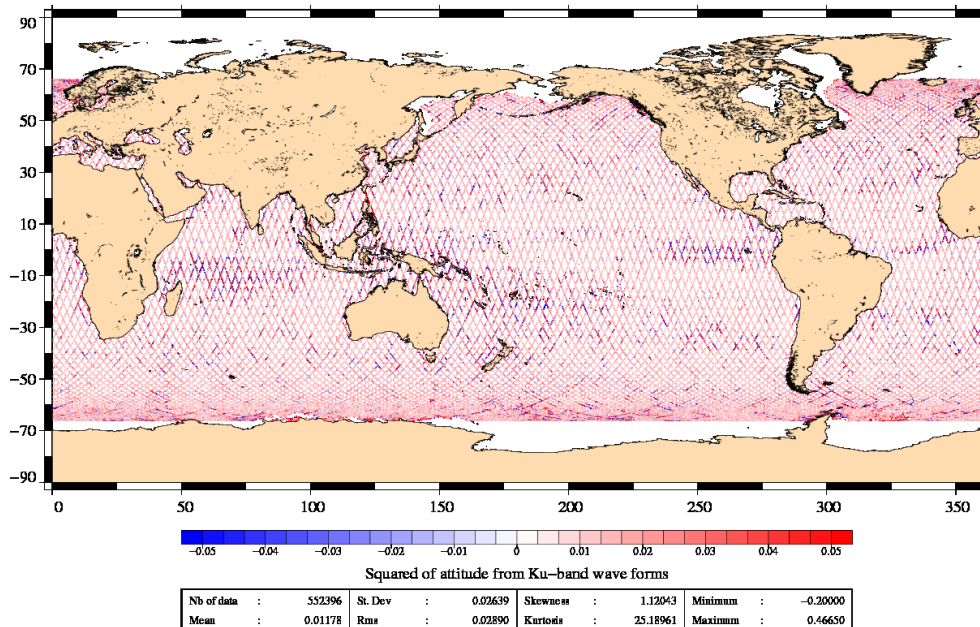 90
70
50
30
10
−10
−30
−50
−70
−90
0 50 100 150 200 250 300 350
−0.05 −0.04 −0.03 −0.02 −0.01 0 0.01 0.02 0.03 0.04 0.05
Squared of attitude from Ku−band wave forms
Nb of data : 552396 St. Dev : 0.02639 Skewness : 1.12043 Minimum : −0.20000
Mean : 0.01178 Rms : 0.02890 Kurtosis : 25.18961 Maximum : 0.46650